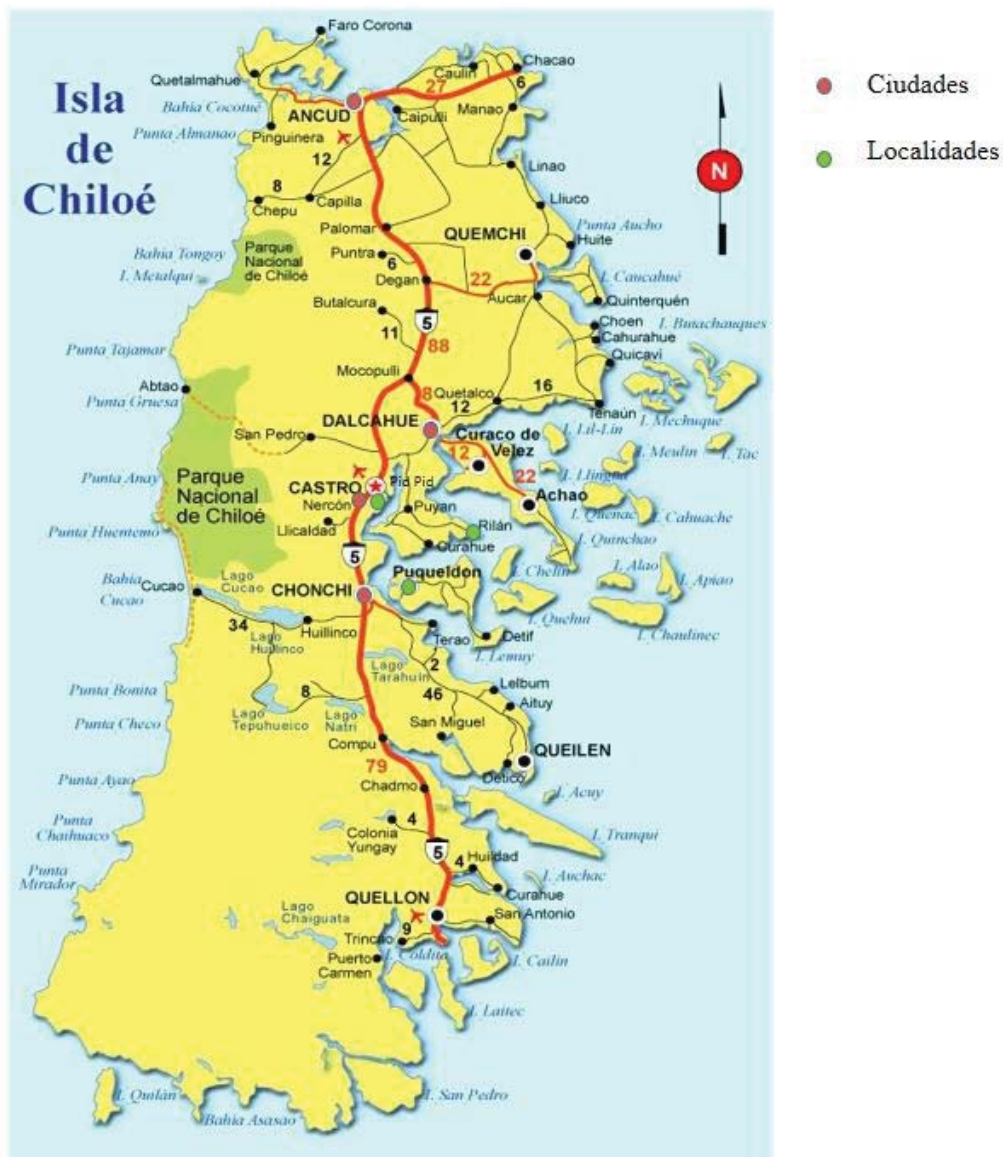 Isla
de
Chiloé
Faro Corona
Quetalmahue
Bahía Cocotué
ANCUD
27
Caulin
Chacao
6
Manao
Caipulli
Punta Almanao
Pinguinera
12
8
Chepu
Capilla
Linao
Lliuco
Palomar
QUEMCHI
Punta Aucho
Huite
Bahía Tongoy
I. Metalqui
Parque
Nacional
de Chiloé
Puntra
6
Degan
22
I. Caucahué
Aucar
Quinterquén
Butalcura
11
5
88
Choen
Cahurahue
I. Butachauques
Quicaví
Punta Tajamar
Mocopulli
8
Quetalco
12
16
Tenaún
I. Mechuque
Abtao
Punta Gruesa
DALCAHUE
San Pedro
Curaco de
Velez
12
I. Lil-Lin
I. Meulin
I. Tac
I. Llingua
22
Punta Anay
Parque
Nacional
de Chiloé
CASTRO
Pid Pid
Nercón
Puyan
Achao
I. Quenac
I. Cahuache
Llicaldad
Rilán
I. Quinchao
Punta Huentemó
Curahue
5
Puqueldon
I. Chelin
I. Alao
I. Apiao
Bahía
Cucao
Cucao
Lago
Cucao
CHONCHI
I. Quehui
I. Chaulinec
34
Lago
Huillinco
Huillinco
Terao
Detif
I. Lemuy
Lago
Tarahuín
2
46
Lelbum
Aituy
Punta Bonita
8
Lago
Tepuhueico
Lago
Natri
San Miguel
Punta Checo
Compu
QUEILEN
Detico
79
Punta Ayao
Chadmo
I. Acuy
Punta
Chaihuaco
4
Colonia
Yungay
I. Tranqui
5
4
Huildad
Punta
Mirador
I. Auchac
Curahue
QUELLON
Lago
Chaiguata
San Antonio
9
Trincao
I. Coldita
Puerto
Carmen
I. Cailin
I. Laitec
I. Quilán
Bahía Asasao
I. San Pedro
N
Ciudades
Localidades